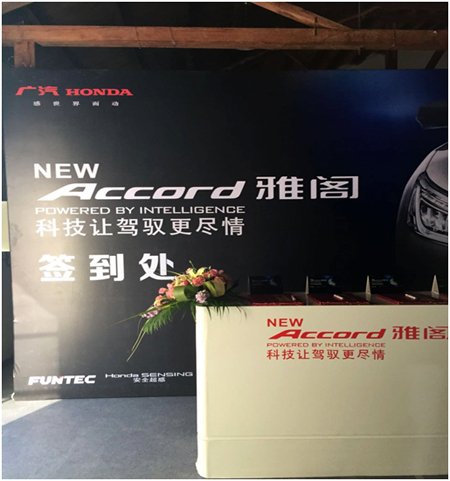 广汽 HONDA
感世界而动
NEW
Accord 雅阁
POWERED BY INTELLIGENCE
科技让驾驭更尽情
签到处
FUNTEC
Honda SENSING
安全超感
NEW
Accord 雅阁
POWERED BY INTELLIGENCE
科技让驾驭更尽情